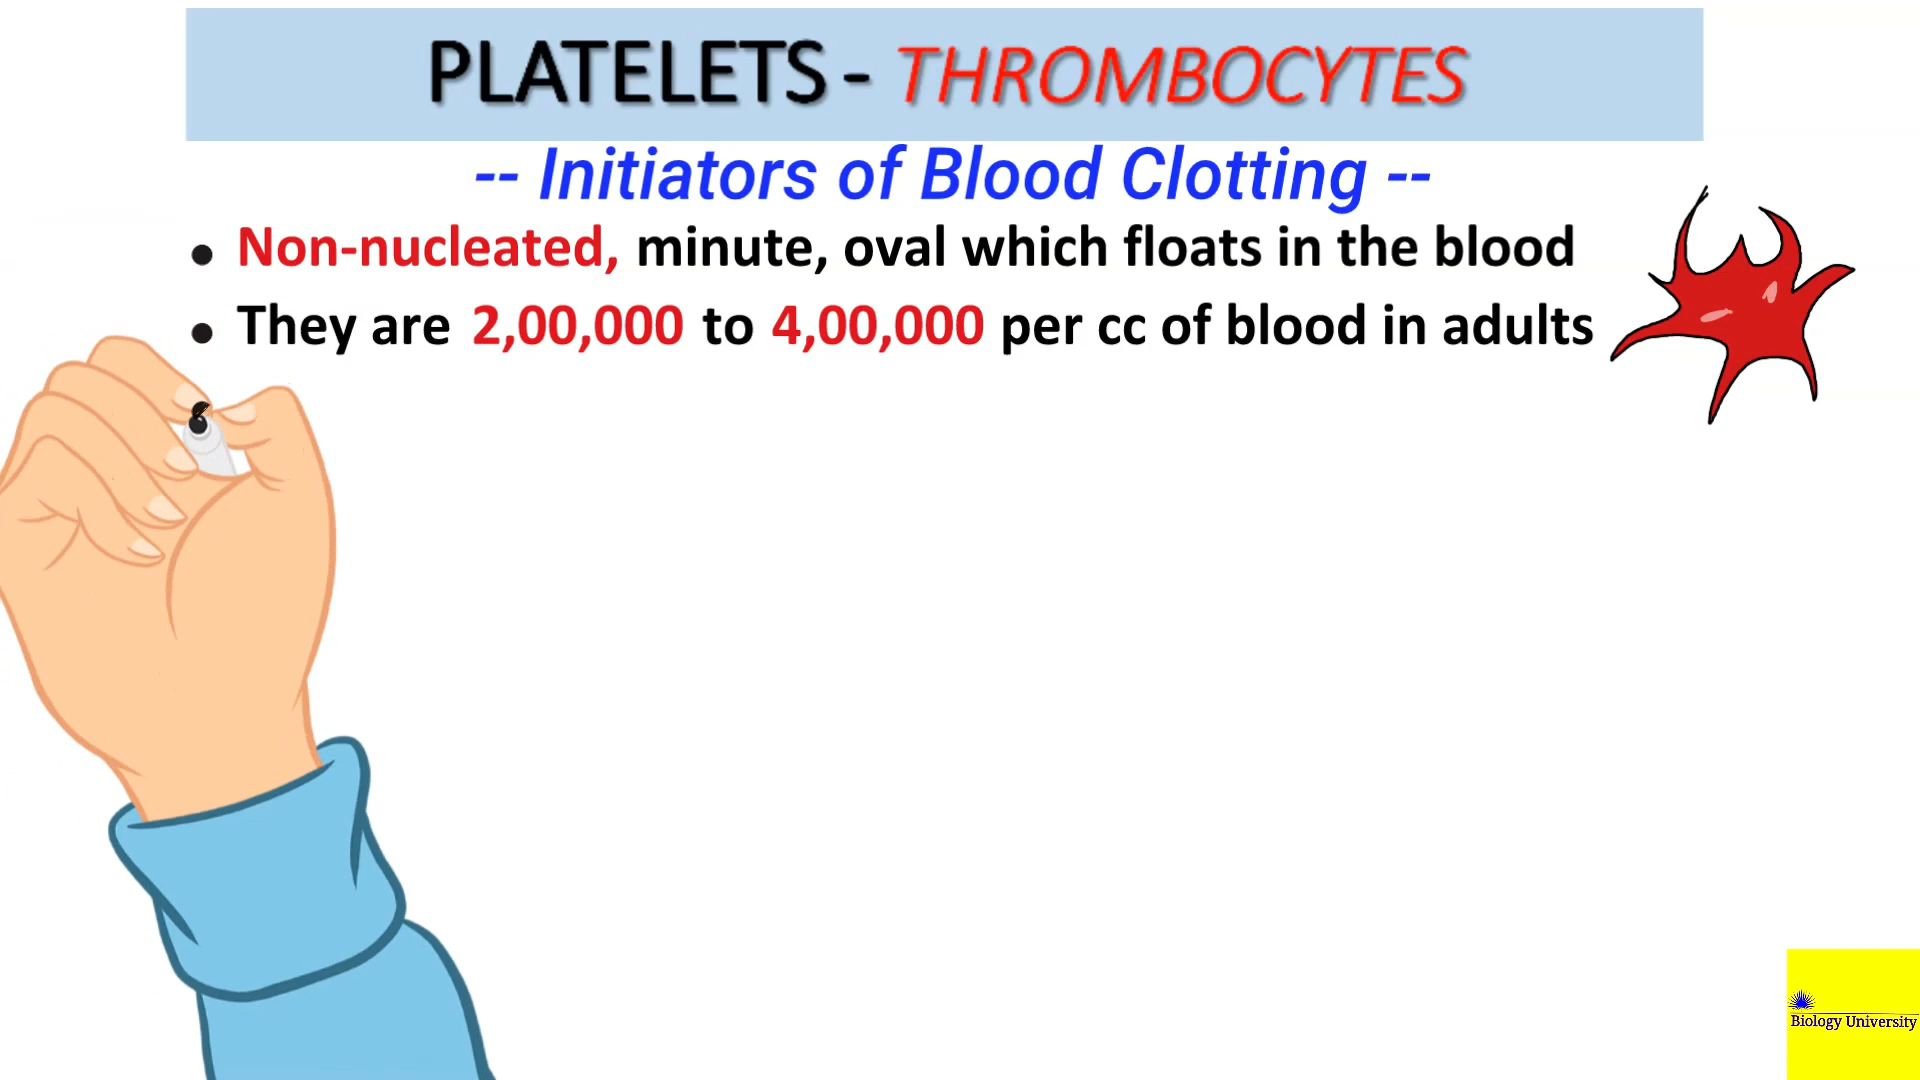 PLATELETS - THROMBOCYTES
-- Initiators of Blood Clotting --
• Non-nucleated, minute, oval which floats in the blood
• They are 2,00,000 to 4,00,000 per cc of blood in adults
Biology University